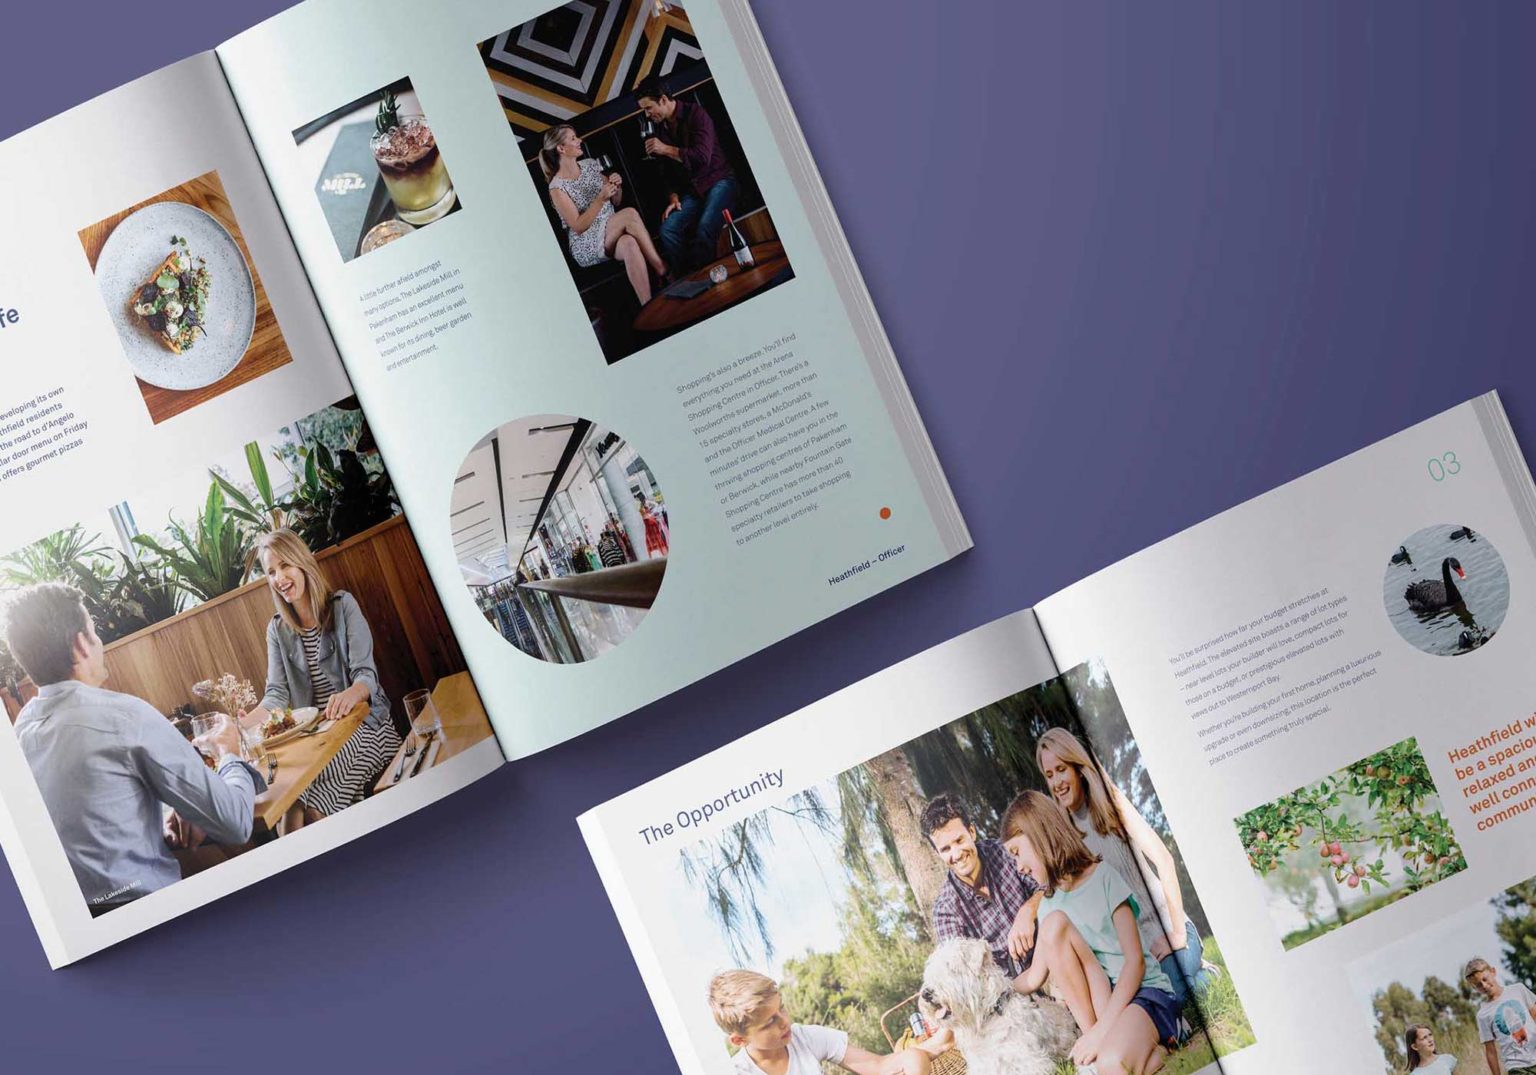 fe
eveloping its own
thfield residents
the road to d'Angelo
lar door menu on Friday
offers gourmet pizzas
The Lakeside Mill
MILL
A little further afield amongst
many options, The Lakeside Mill in
Pakenham has an excellent menu
and The Berwick Inn Hotel is well
known for its dining, beer garden
and entertainment.
Shopping's also a breeze. You'll find
everything you need at the Arena
Shopping Centre in Officer. There's a
Woolworths supermarket, more than
15 specialty stores, a McDonald's
and the Officer Medical Centre. A few
minutes' drive can also have you in the
thriving shopping centres of Pakenham
or Berwick, while nearby Fountain Gate
Shopping Centre has more than 40
specialty retailers to take shopping
to another level entirely.
Heathfield – Officer
The Opportunity
03
You'll be surprised how far your budget stretches at
Heathfield. The elevated site boasts a range of lot types
– near level lots your builder will love, compact lots for
those on a budget, or prestigious elevated lots with
views out to Westernport Bay.
Whether you're building your first home, planning a luxurious
upgrade or even downsizing, this location is the perfect
place to create something truly special.
Heathfield wi
be a spacio
relaxed and
well conn
commun